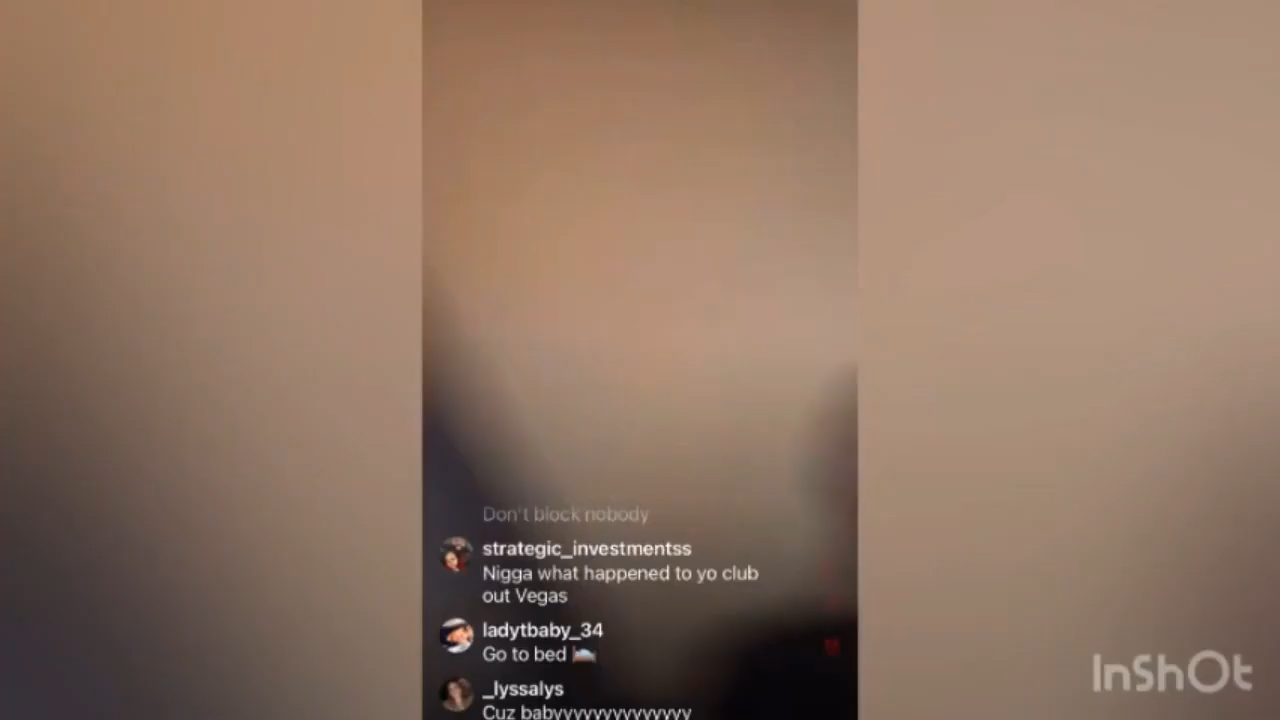 Don't block nobody
strategic_investmentss
Nigga what happened to yo club
out Vegas
ladytbaby_34
Go to bed 🛌
_lyssalys
Cuz babyyyyyyyyyyyyyyy
InShOt